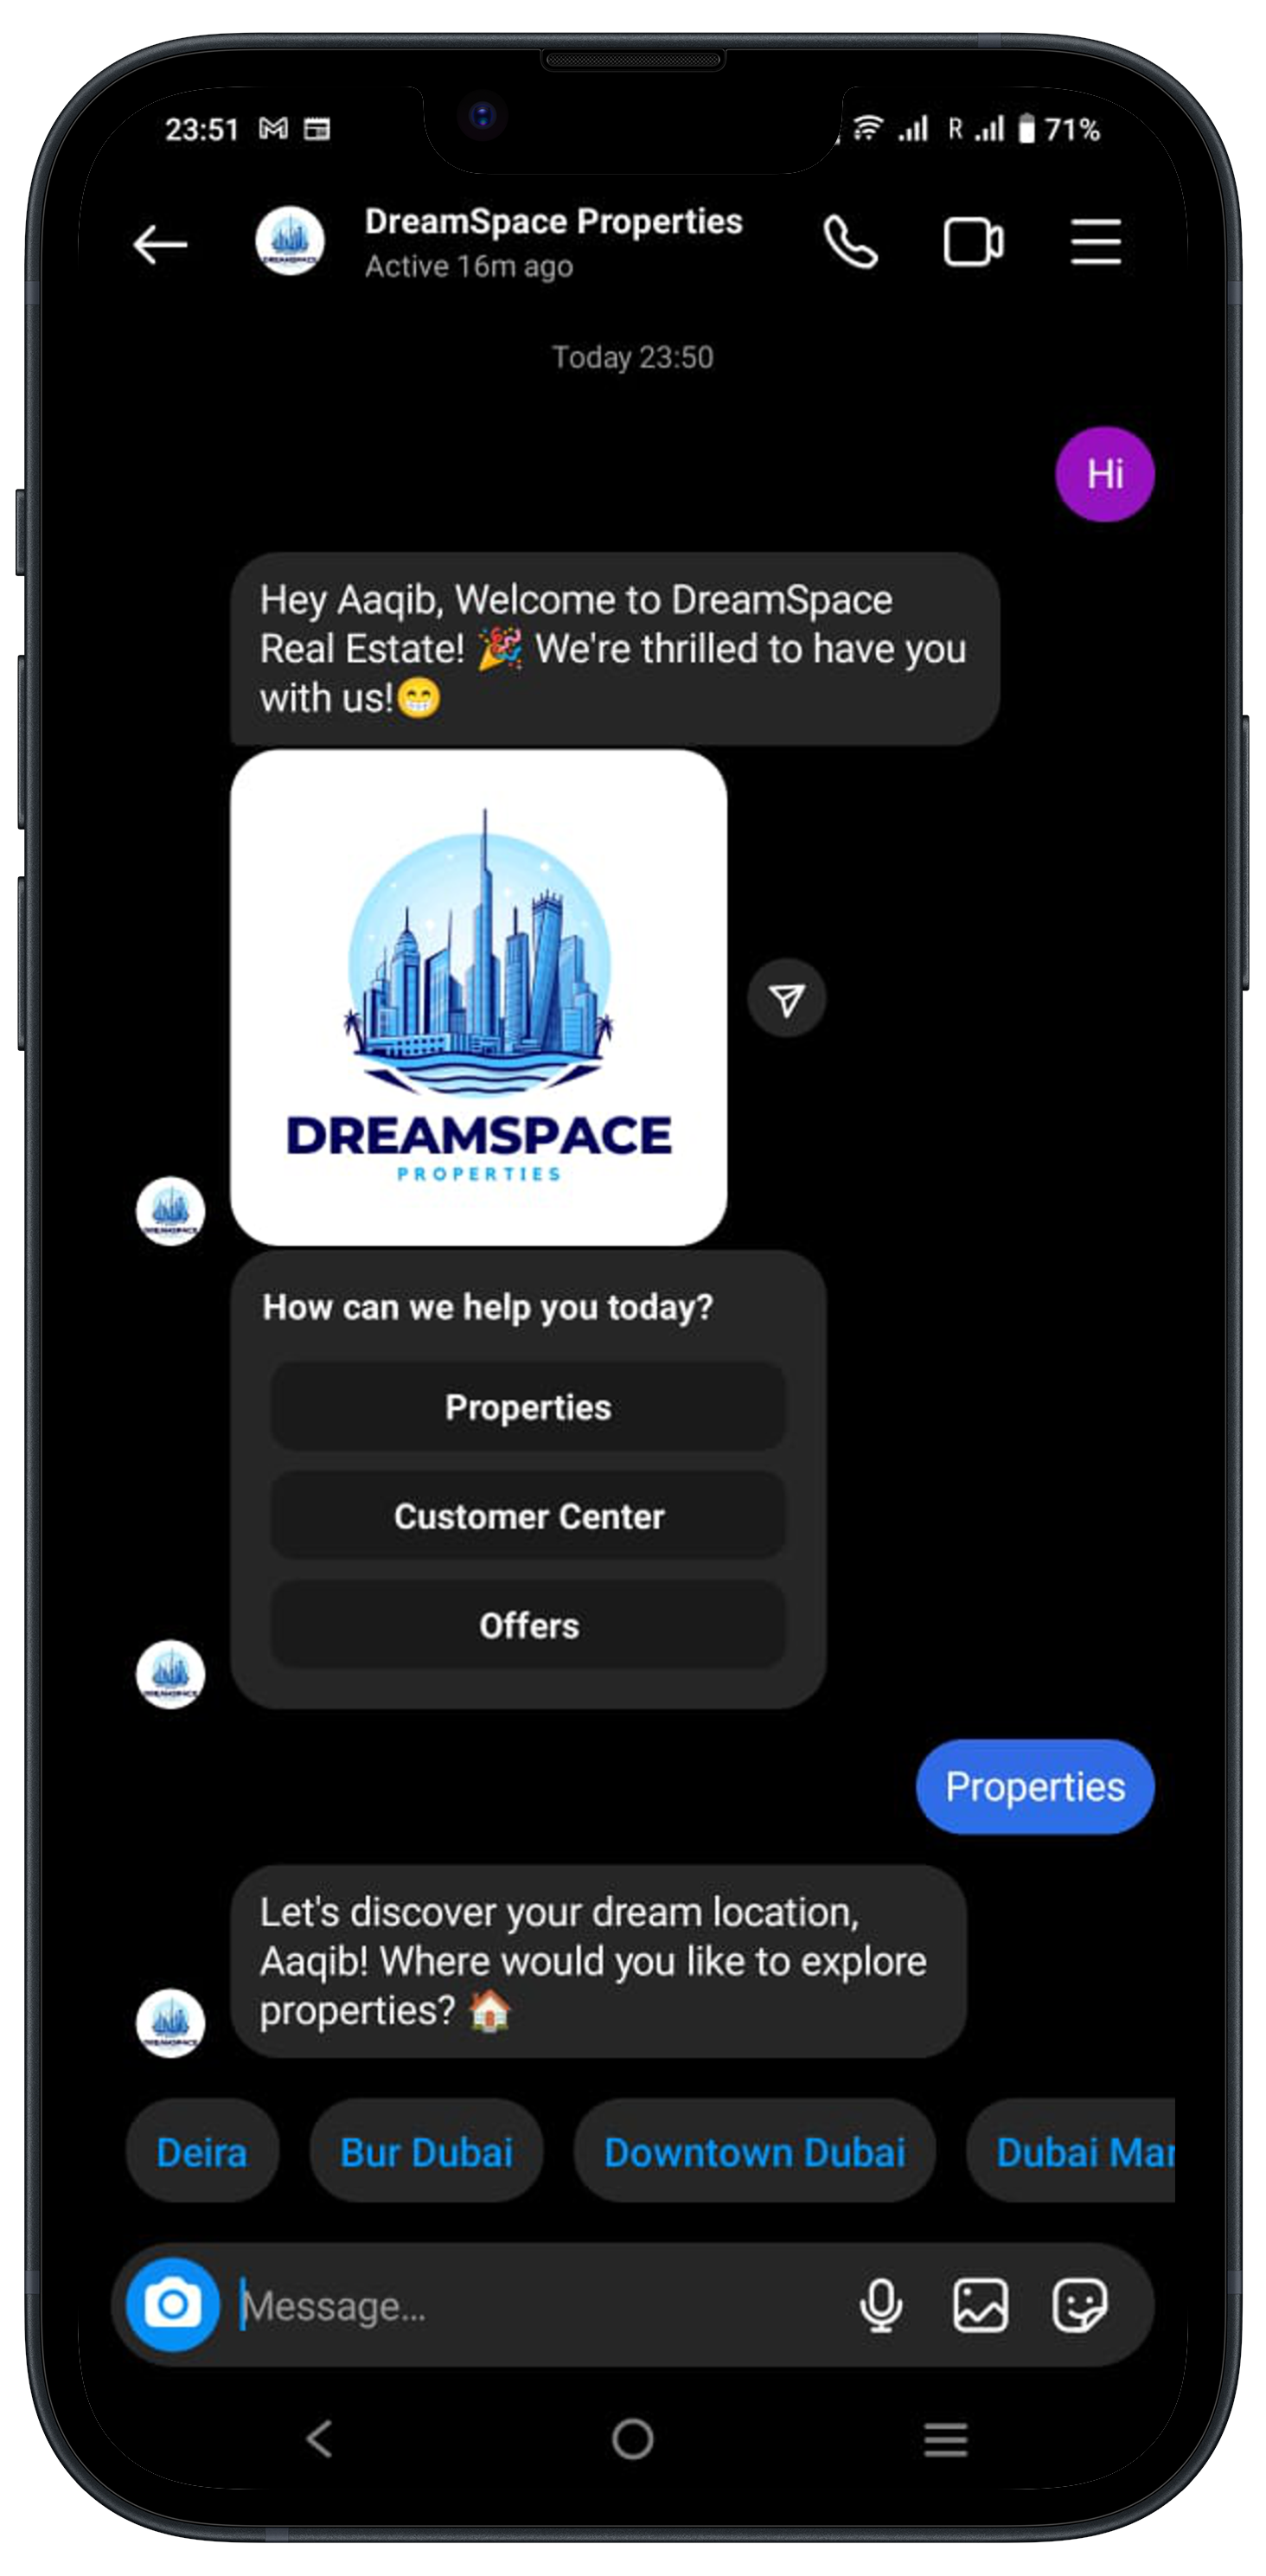 23:51 R 71%
DreamSpace Properties
Active 16m ago
Today 23:50
Hi
Hey Aaqib, Welcome to DreamSpace
Real Estate! 🎉 We're thrilled to have you
with us!😁
DREAMSPACE
PROPERTIES
How can we help you today?
Properties
Customer Center
Offers
Properties
Let's discover your dream location,
Aaqib! Where would you like to explore
properties? 🏠
Deira Bur Dubai Downtown Dubai Dubai Mar
Message...